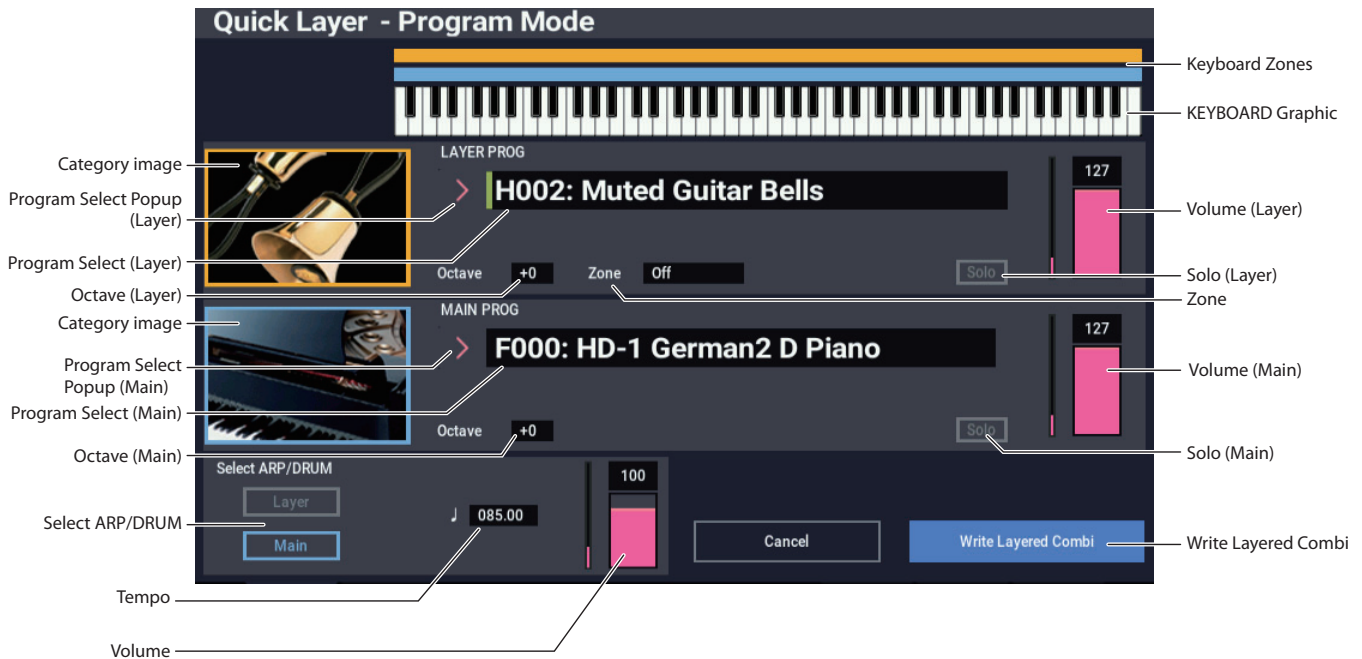 Quick Layer - Program Mode
Keyboard Zones
KEYBOARD Graphic
Category image
LAYER PROG
127
Program Select Popup
(Layer)
H002: Muted Guitar Bells
Volume (Layer)
Program Select (Layer)
Octave
+0
Zone
Off
Solo
Solo (Layer)
Octave (Layer)
Zone
Category image
MAIN PROG
127
Program Select
Popup (Main)
F000: HD-1 German2 D Piano
Volume (Main)
Program Select (Main)
Octave
+0
Solo
Octave (Main)
Solo (Main)
Select ARP/DRUM
100
Layer
♩ 085.00
Select ARP/DRUM
Main
Cancel
Write Layered Combi
Write Layered Combi
Tempo
Volume